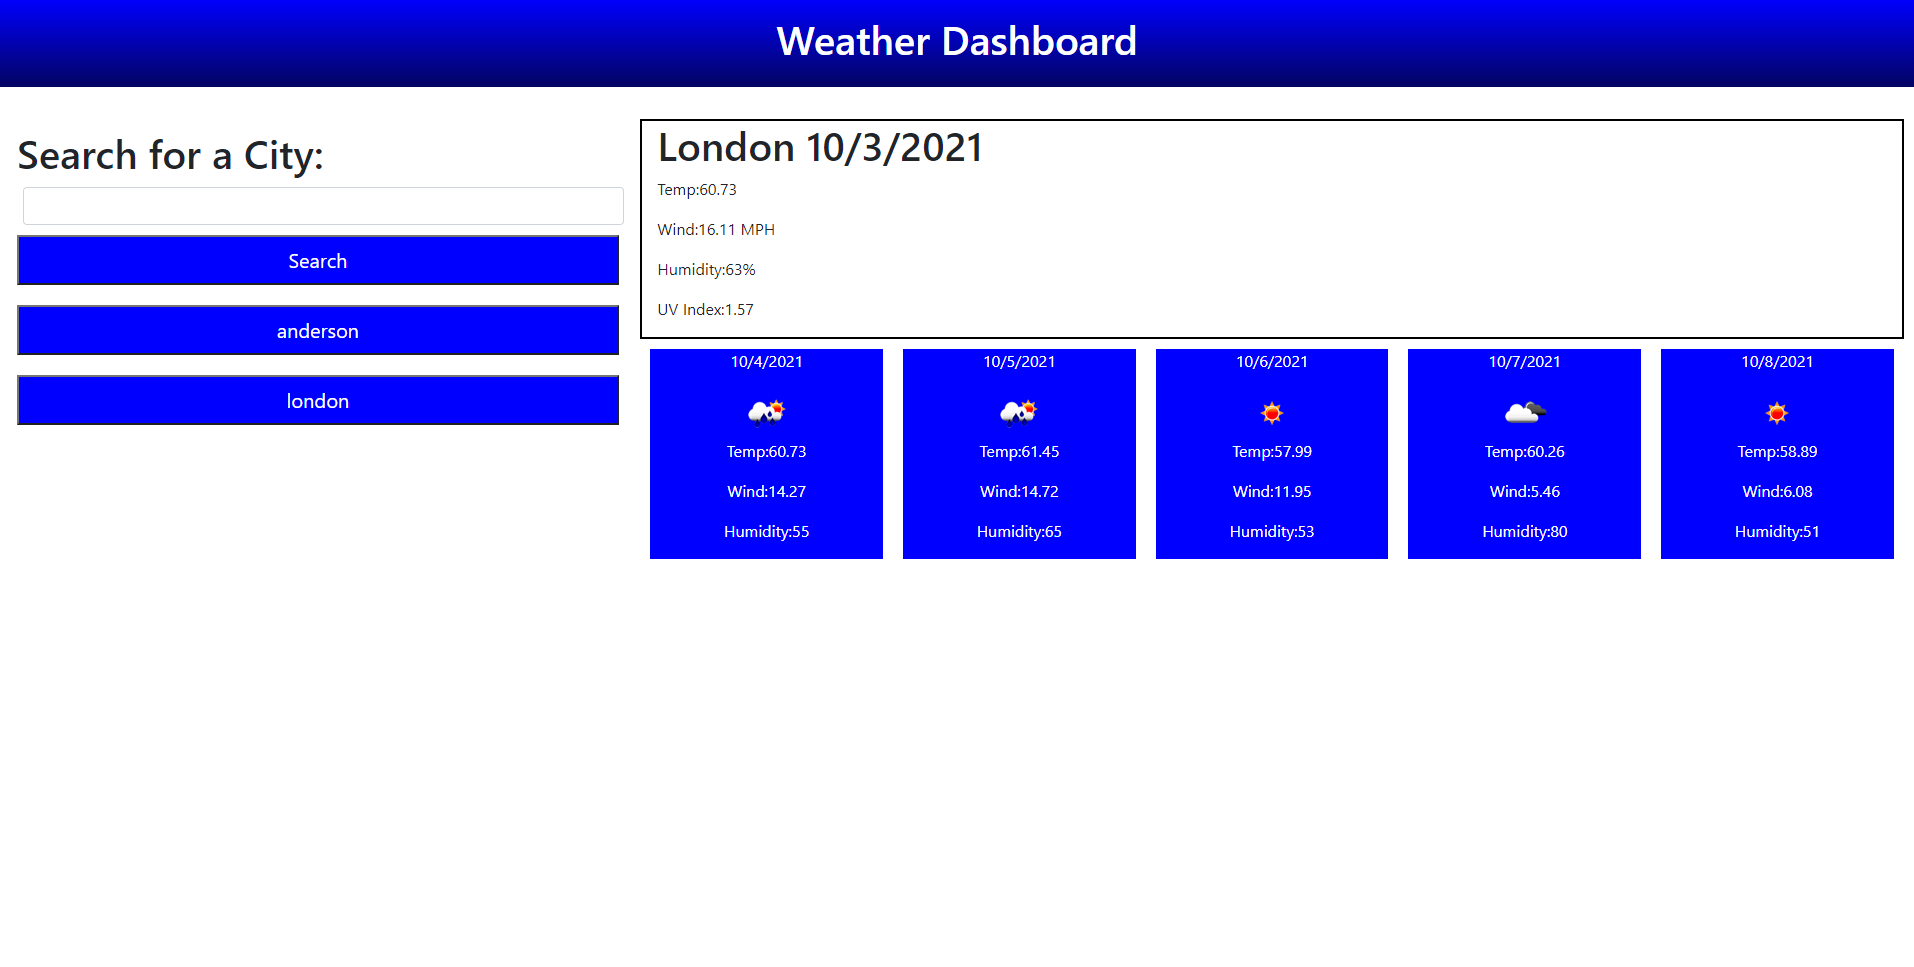 Weather Dashboard
Search for a City:
Search
anderson
london
London 10/3/2021
Temp:60.73
Wind:16.11 MPH
Humidity:63%
UV Index:1.57
10/4/2021
Temp:60.73
Wind:14.27
Humidity:55
10/5/2021
Temp:61.45
Wind:14.72
Humidity:65
10/6/2021
Temp:57.99
Wind:11.95
Humidity:53
10/7/2021
Temp:60.26
Wind:5.46
Humidity:80
10/8/2021
Temp:58.89
Wind:6.08
Humidity:51